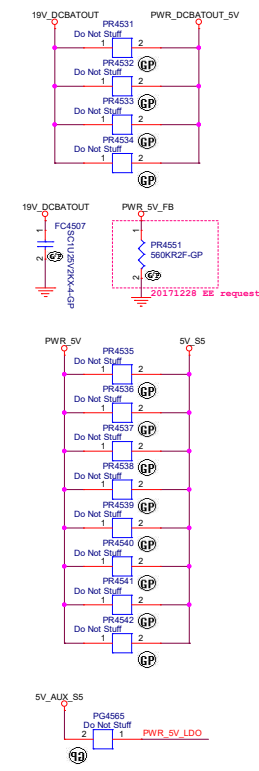 19V_DCBATOUT PWR_DCBATOUT_5V
PR4531
Do Not Stuff
1 2
GP
PR4532
Do Not Stuff
1 2
GP
PR4533
Do Not Stuff
1 2
GP
PR4534
Do Not Stuff
1 2
GP
19V_DCBATOUT PWR_5V_FB
FC4507
SC1U25V2KX-4-GP
1
2
GP
PR4551
560KR2F-GP
1
2
GP
20171228 EE request
PWR_5V 5V_S5
PR4535
Do Not Stuff
1 2
GP
PR4536
Do Not Stuff
1 2
GP
PR4537
Do Not Stuff
1 2
GP
PR4538
Do Not Stuff
1 2
GP
PR4539
Do Not Stuff
1 2
GP
PR4540
Do Not Stuff
1 2
GP
PR4541
Do Not Stuff
1 2
GP
PR4542
Do Not Stuff
1 2
GP
5V_AUX_S5
PG4565
Do Not Stuff
2 1
PWR_5V_LDO
GP